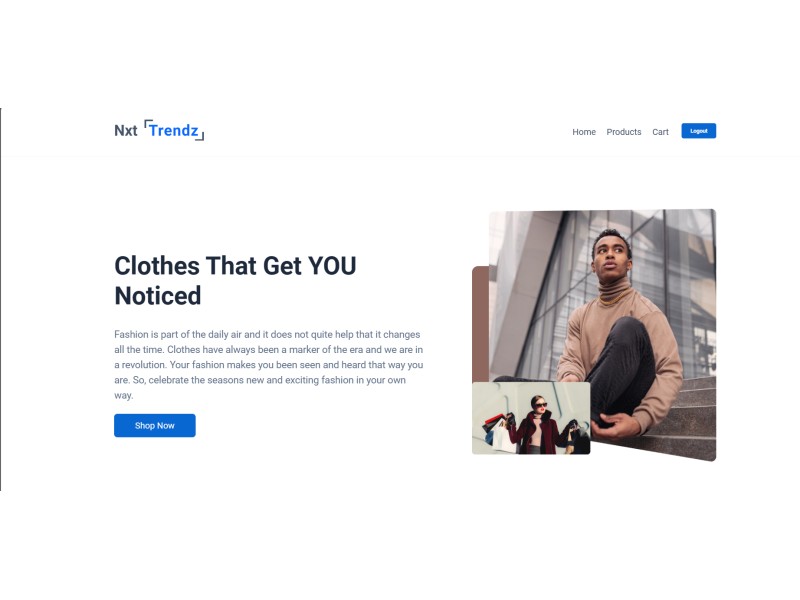 Nxt Trendz
Home Products Cart Logout
Clothes That Get YOU
Noticed
Fashion is part of the daily air and it does not quite help that it changes
all the time. Clothes have always been a marker of the era and we are in
a revolution. Your fashion makes you been seen and heard that way you
are. So, celebrate the seasons new and exciting fashion in your own
way.
Shop Now